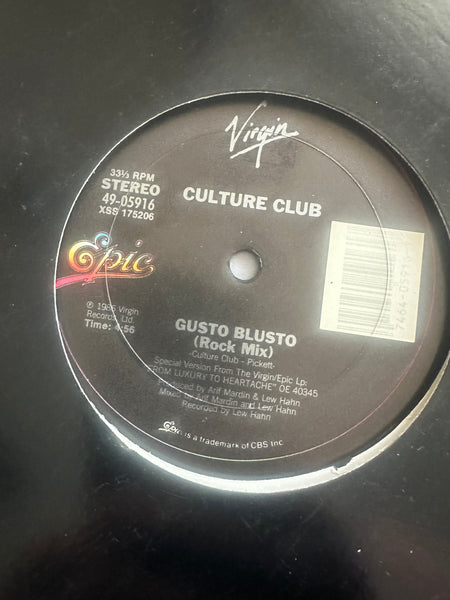 Virgin
33⅓ RPM
STEREO
49-05916
XSS 175206
CULTURE CLUB
Epic
℗ 1986 Virgin
Records, Ltd.
Time: 4:56
GUSTO BLUSTO
(Rock Mix)
-Culture Club - Pickett-
Special Version From The Virgin/Epic Lp:
"FROM LUXURY TO HEARTACHE" OE 40345
Produced by Arif Mardin & Lew Hahn
Mixed by Arif Mardin and Lew Hahn
Recorded by Lew Hahn
Epic is a trademark of CBS Inc.
7464-05916-